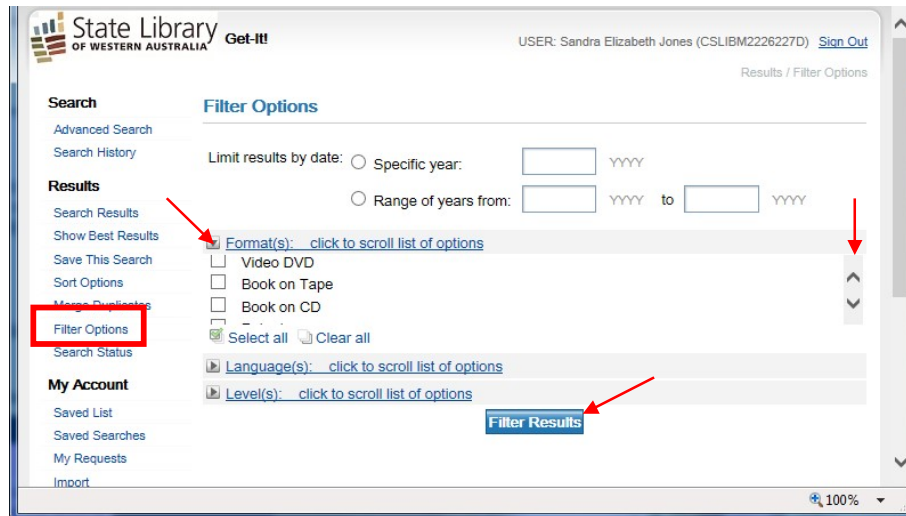 State Library
OF WESTERN AUSTRALIA
Get-It!
USER: Sandra Elizabeth Jones (CSLIBM2226227D) Sign Out
Results / Filter Options
Search
Advanced Search
Search History
Results
Search Results
Show Best Results
Save This Search
Sort Options
Merge Duplicates
Filter Options
Search Status
My Account
Saved List
Saved Searches
My Requests
Import
Filter Options
Limit results by date: Specific year: YYYY
Range of years from: YYYY to YYYY
Format(s): click to scroll list of options
Video DVD
Book on Tape
Book on CD
Select all Clear all
Language(s): click to scroll list of options
Level(s): click to scroll list of options
Filter Results
100%